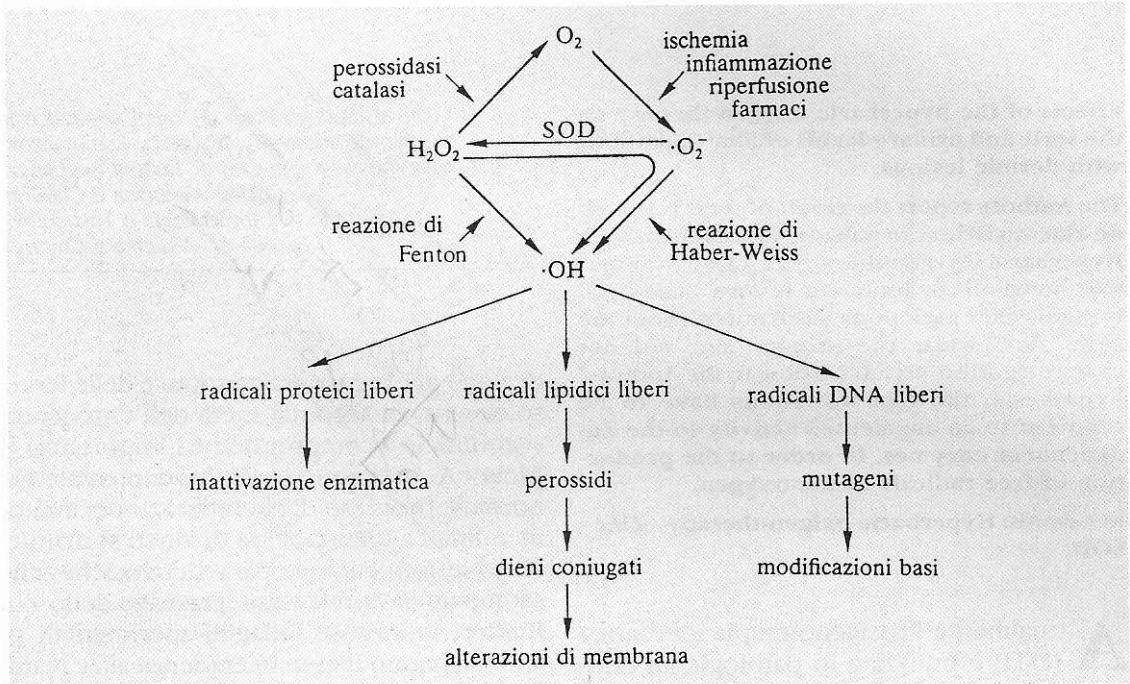 O₂
perossidasi
catalasi
ischemia
infiammazione
riperfusione
farmaci
SOD
H₂O₂
·O₂⁻
reazione di
Fenton
reazione di
Haber-Weiss
·OH
radicali proteici liberi
radicali lipidici liberi
radicali DNA liberi
inattivazione enzimatica
perossidi
mutageni
dieni coniugati
modificazioni basi
alterazioni di membrana